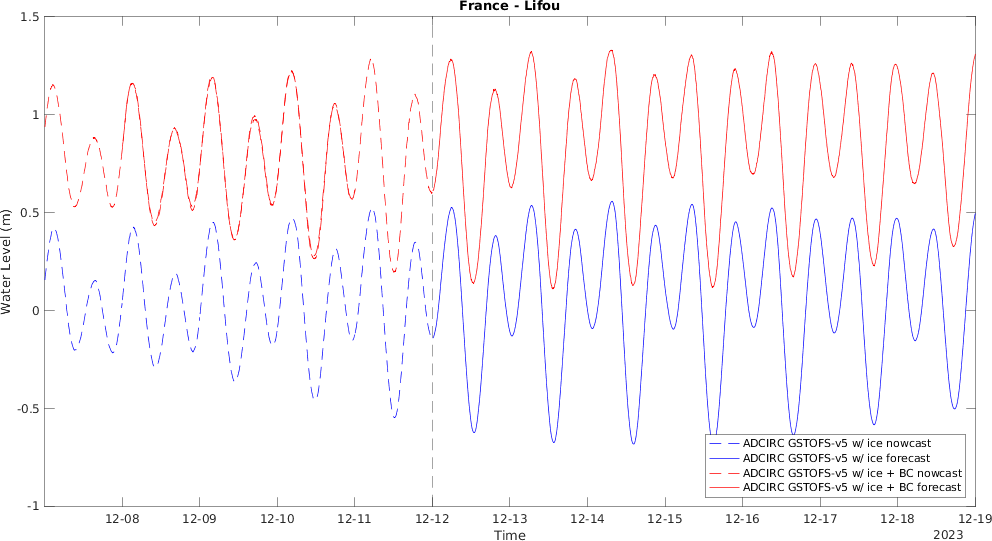 France - Lifou
1.5
1
0.5
0
-0.5
-1
Water Level (m)
12-08 12-09 12-10 12-11 12-12 12-13 12-14 12-15 12-16 12-17 12-18 12-19
Time
2023
ADCIRC GSTOFS-v5 w/ ice nowcast
ADCIRC GSTOFS-v5 w/ ice forecast
ADCIRC GSTOFS-v5 w/ ice + BC nowcast
ADCIRC GSTOFS-v5 w/ ice + BC forecast